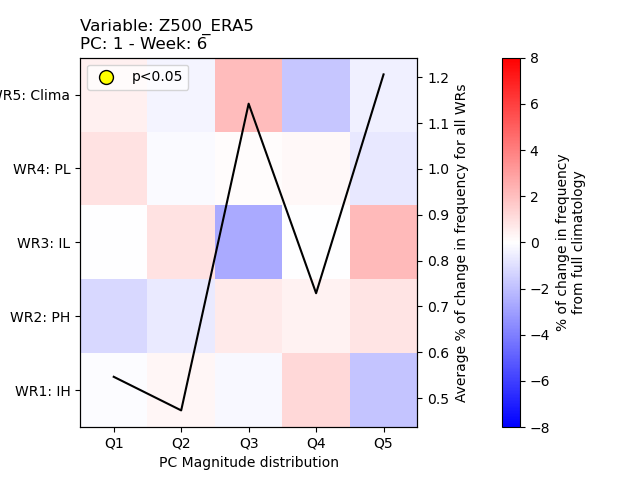 Variable: Z500_ERA5
PC: 1 - Week: 6
p<0.05
WR5: Clima
WR4: PL
WR3: IL
WR2: PH
WR1: IH
Q1 Q2 Q3 Q4 Q5
PC Magnitude distribution
1.2
1.1
1.0
0.9
0.8
0.7
0.6
0.5
Average % of change in frequency for all WRs
8
6
4
2
0
−2
−4
−6
−8
% of change in frequency
from full climatology